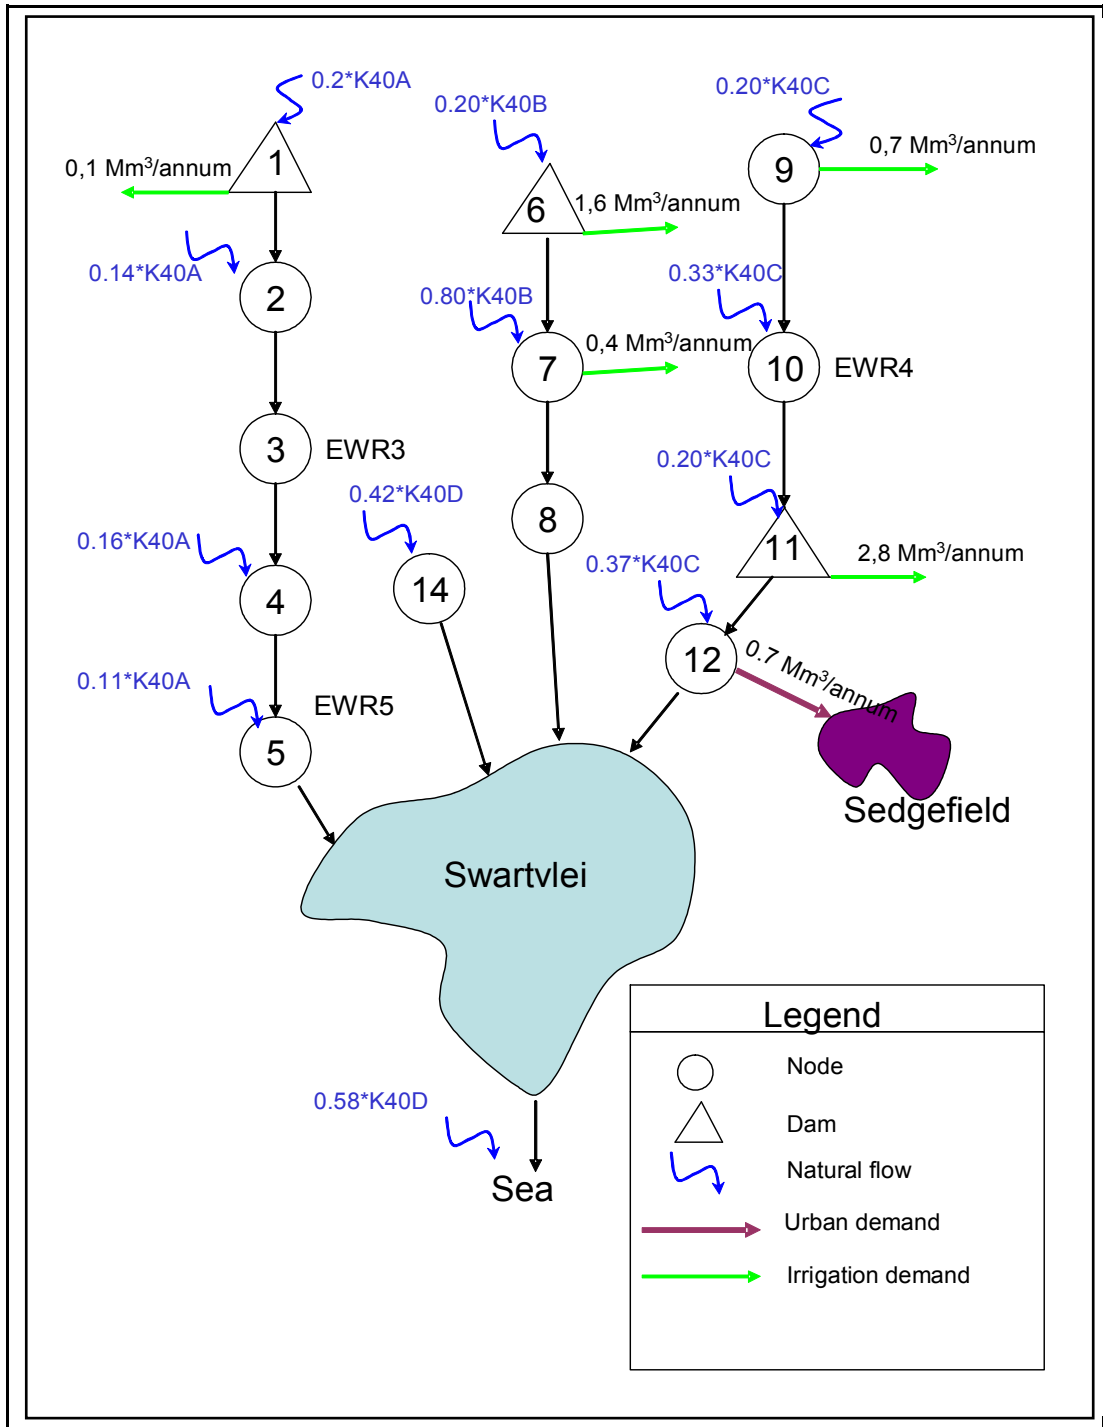 0.2*K40A
0.20*K40B
0.20*K40C
0,1 Mm³/annum
1
6
1,6 Mm³/annum
9
0,7 Mm³/annum
0.14*K40A
2
0.80*K40B
7
0,4 Mm³/annum
0.33*K40C
10
EWR4
3
EWR3
0.42*K40D
8
0.20*K40C
11
2,8 Mm³/annum
0.16*K40A
4
14
0.37*K40C
12
0.7 Mm³/annum
0.11*K40A
EWR5
5
Sedgefield
Swartvlei
0.58*K40D
Sea
Legend
Node
Dam
Natural flow
Urban demand
Irrigation demand